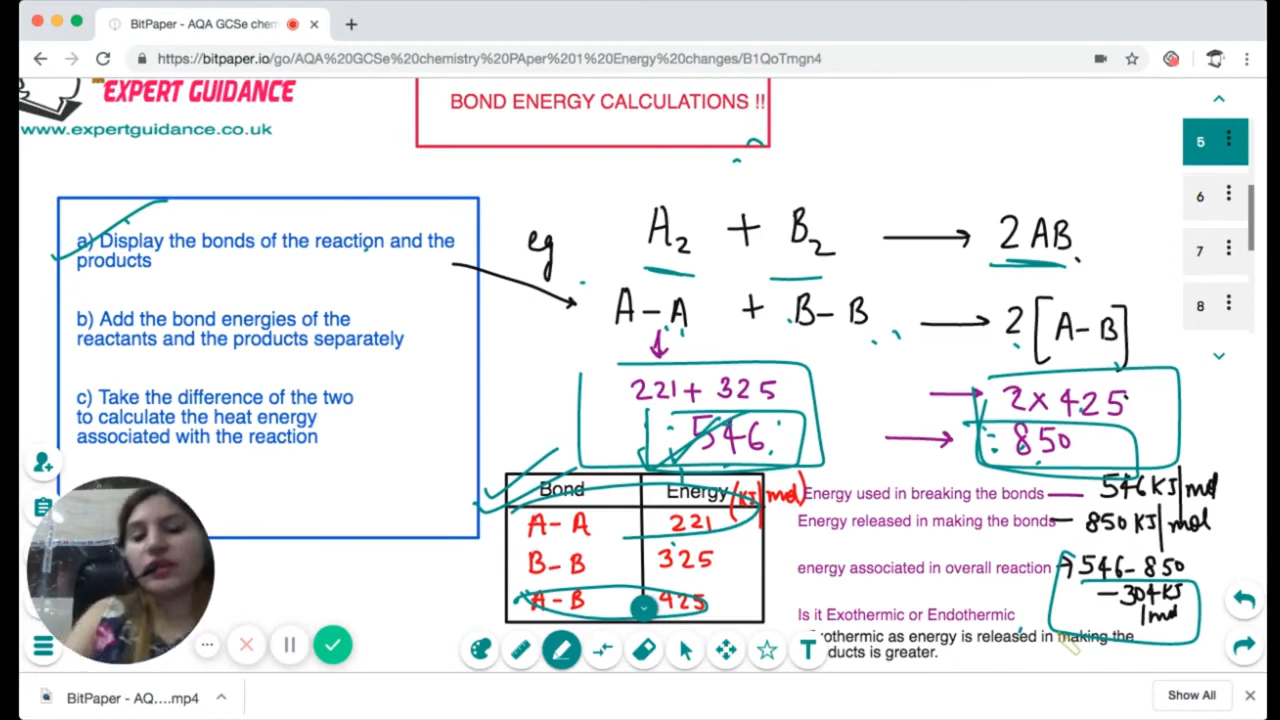 BitPaper - AQA GCSe chem
https://bitpaper.io/go/AQA%20GCSe%20chemistry%20PAper%201%20Energy%20changes/B1QoTmgn4
EXPERT GUIDANCE
www.expertguidance.co.uk
BOND ENERGY CALCULATIONS !!
5
6
7
8
a) Display the bonds of the reaction and the
products
b) Add the bond energies of the
reactants and the products separately
c) Take the difference of the two
to calculate the heat energy
associated with the reaction
eg A₂ + B₂ → 2 AB
A–A + B–B → 2[A–B]
221 + 325 → 2 x 425
546 → 850
Bond Energy (KJ/mol)
A–A 221
B–B 325
A–B 425
Energy used in breaking the bonds — 546 KJ/mol
Energy released in making the bonds – 850 KJ/mol
energy associated in overall reaction → 546 – 850
– 304 KJ
/mol
Is it Exothermic or Endothermic
othermic as energy is released in making the
ducts is greater.
T
BitPaper - AQ....mp4
Show All